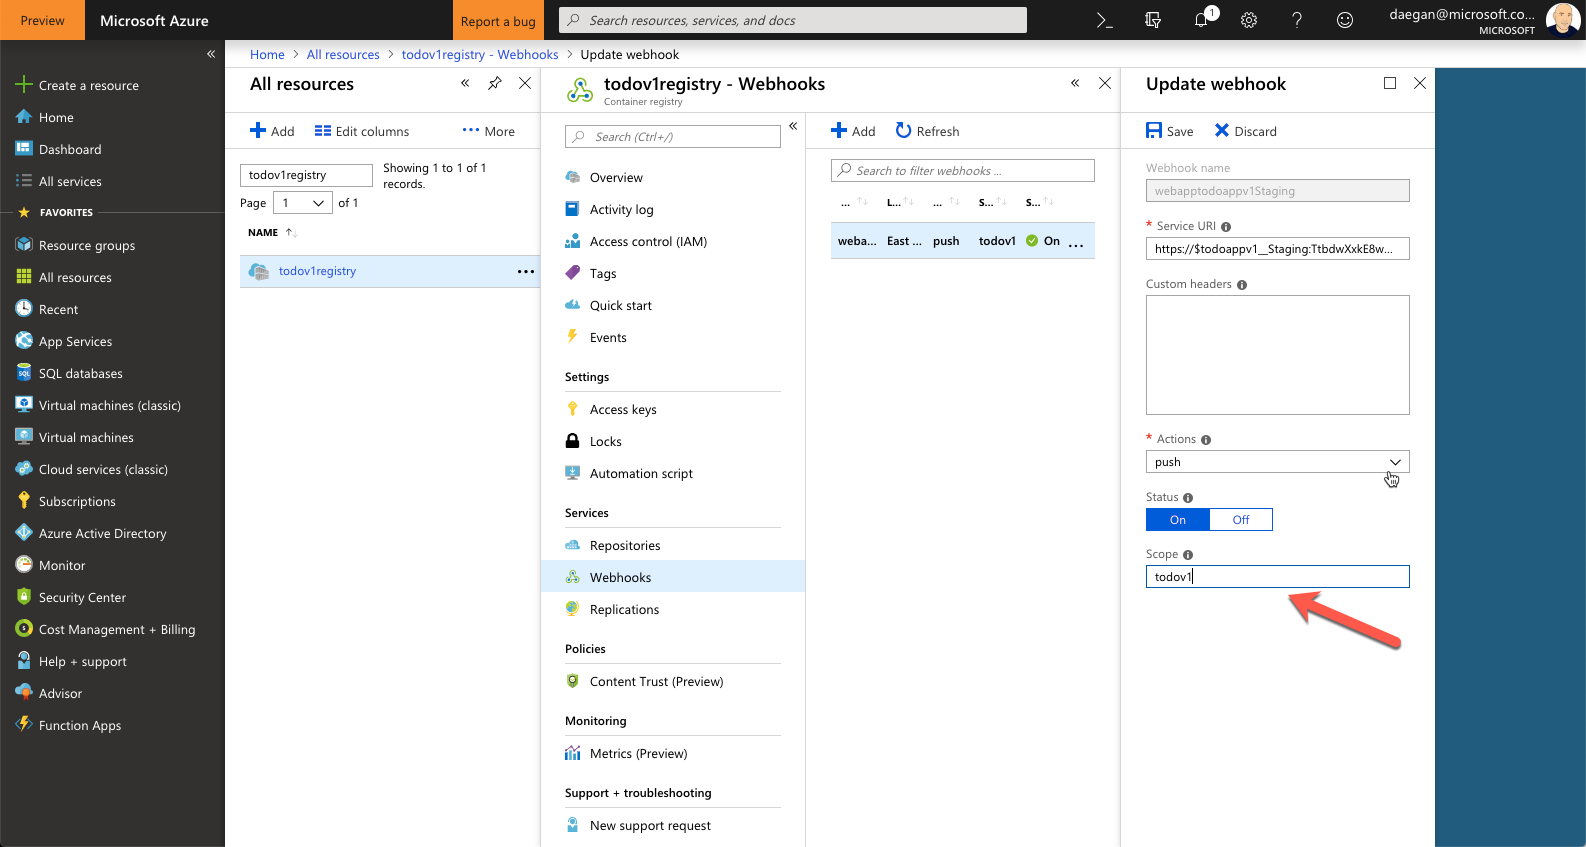 Preview
Microsoft Azure
Report a bug
Search resources, services, and docs
1
daegan@microsoft.co...
MICROSOFT
Home > All resources > todov1registry - Webhooks > Update webhook
Create a resource
Home
Dashboard
All services
FAVORITES
Resource groups
All resources
Recent
App Services
SQL databases
Virtual machines (classic)
Virtual machines
Cloud services (classic)
Subscriptions
Azure Active Directory
Monitor
Security Center
Cost Management + Billing
Help + support
Advisor
Function Apps
All resources
Add
Edit columns
More
todov1registry
Showing 1 to 1 of 1
records.
Page 1 of 1
NAME
todov1registry
todov1registry - Webhooks
Container registry
Search (Ctrl+/)
Overview
Activity log
Access control (IAM)
Tags
Quick start
Events
Settings
Access keys
Locks
Automation script
Services
Repositories
Webhooks
Replications
Policies
Content Trust (Preview)
Monitoring
Metrics (Preview)
Support + troubleshooting
New support request
Add
Refresh
Search to filter webhooks ...
... L... ... S... S...
weba... East ... push todov1 On ...
Update webhook
Save
Discard
Webhook name
webapptodoappv1Staging
* Service URI
https://$todoappv1__Staging:TtbdwXxkE8w...
Custom headers
* Actions
push
Status
On Off
Scope
todov1